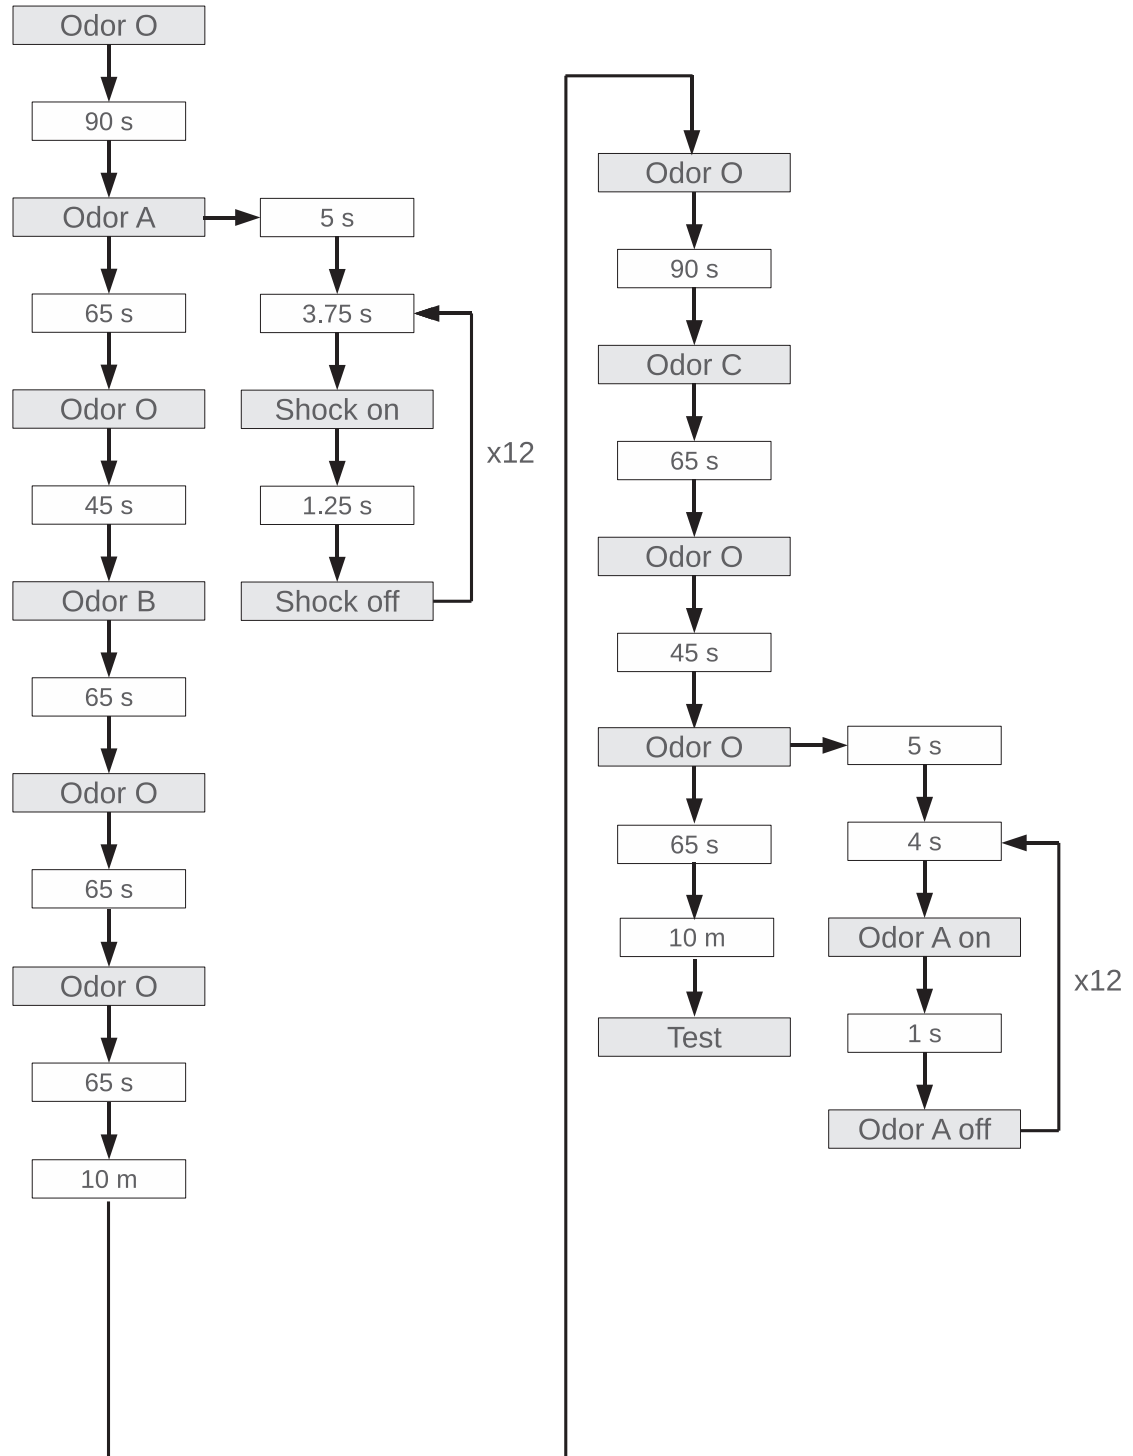 Odor O
90 s
Odor A
65 s
Odor O
45 s
Odor B
65 s
Odor O
65 s
Odor O
65 s
10 m
5 s
3.75 s
Shock on
1.25 s
Shock off
x12
Odor O
90 s
Odor C
65 s
Odor O
45 s
Odor O
65 s
10 m
Test
5 s
4 s
Odor A on
1 s
Odor A off
x12